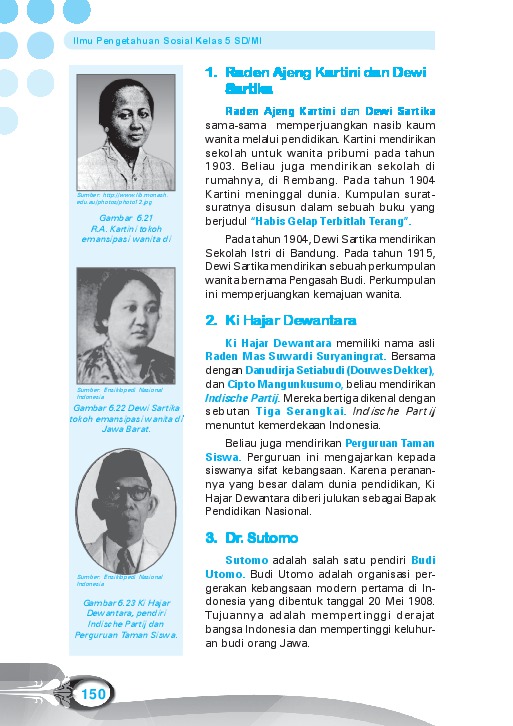 Ilmu Pengetahuan Sosial Kelas 5 SD/MI
Sumber: http://www.lib.monash.
edu.au/photos/photo12.jpg
Gambar 6.21
R.A. Kartini tokoh
emansipasi wanita di
Sumber: Ensiklopedi Nasional
Indonesia
Gambar 6.22 Dewi Sartika
tokoh emansipasi wanita di
Jawa Barat.
Sumber: Ensiklopedi Nasional
Indonesia
Gambar 6.23 Ki Hajar
Dewantara, pendiri
Indische Partij dan
Perguruan Taman Siswa.
1. Raden Ajeng Kartini dan Dewi
Sartika
Raden Ajeng Kartini dan Dewi Sartika
sama-sama memperjuangkan nasib kaum
wanita melalui pendidikan. Kartini mendirikan
sekolah untuk wanita pribumi pada tahun
1903. Beliau juga mendirikan sekolah di
rumahnya, di Rembang. Pada tahun 1904
Kartini meninggal dunia. Kumpulan surat-
suratnya disusun dalam sebuah buku yang
berjudul “Habis Gelap Terbitlah Terang”.
Pada tahun 1904, Dewi Sartika mendirikan
Sekolah Istri di Bandung. Pada tahun 1915,
Dewi Sartika mendirikan sebuah perkumpulan
wanita bernama Pengasah Budi. Perkumpulan
ini memperjuangkan kemajuan wanita.
2. Ki Hajar Dewantara
Ki Hajar Dewantara memiliki nama asli
Raden Mas Suwardi Suryaningrat. Bersama
dengan Danudirja Setiabudi (Douwes Dekker),
dan Cipto Mangunkusumo, beliau mendirikan
Indische Partij. Mereka bertiga dikenal dengan
sebutan Tiga Serangkai. Indische Partij
menuntut kemerdekaan Indonesia.
Beliau juga mendirikan Perguruan Taman
Siswa. Perguruan ini mengajarkan kepada
siswanya sifat kebangsaan. Karena peranan-
nya yang besar dalam dunia pendidikan, Ki
Hajar Dewantara diberi julukan sebagai Bapak
Pendidikan Nasional.
3. Dr. Sutomo
Sutomo adalah salah satu pendiri Budi
Utomo. Budi Utomo adalah organisasi per-
gerakan kebangsaan modern pertama di In-
donesia yang dibentuk tanggal 20 Mei 1908.
Tujuannya adalah mempertinggi derajat
bangsa Indonesia dan mempertinggi keluhur-
an budi orang Jawa.
150